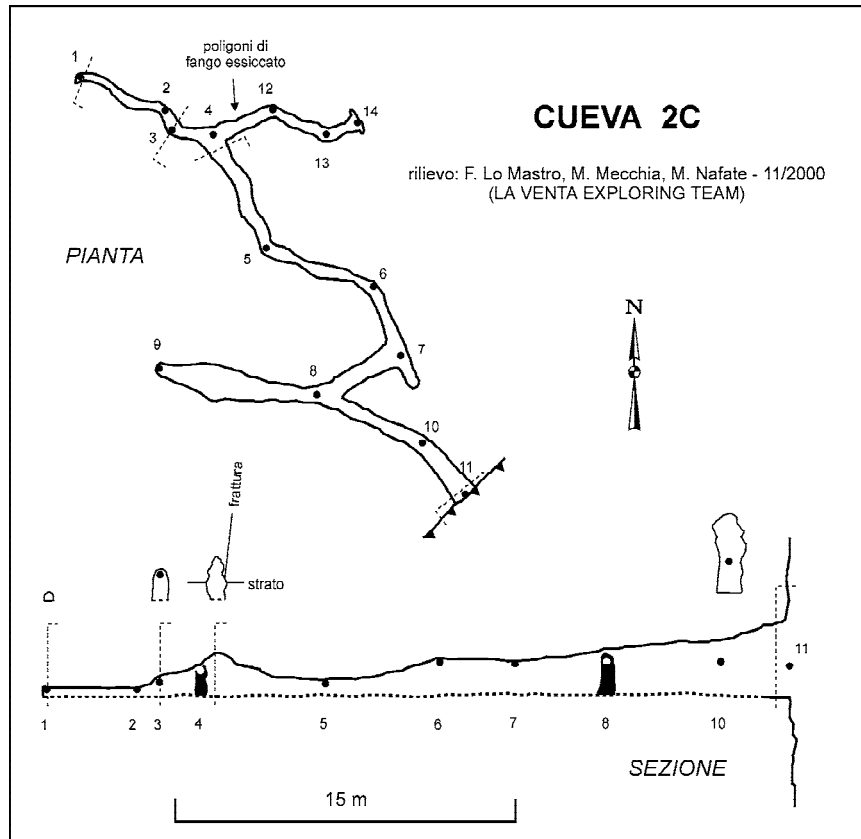 poligoni di
fango essiccato
CUEVA 2C
rilievo: F. Lo Mastro, M. Mecchia, M. Nafate - 11/2000
(LA VENTA EXPLORING TEAM)
1
2
3
4
12
13
14
PIANTA
5
6
N
7
8
9
10
11
frattura
strato
11
1
2
3
4
5
6
7
8
10
SEZIONE
15 m